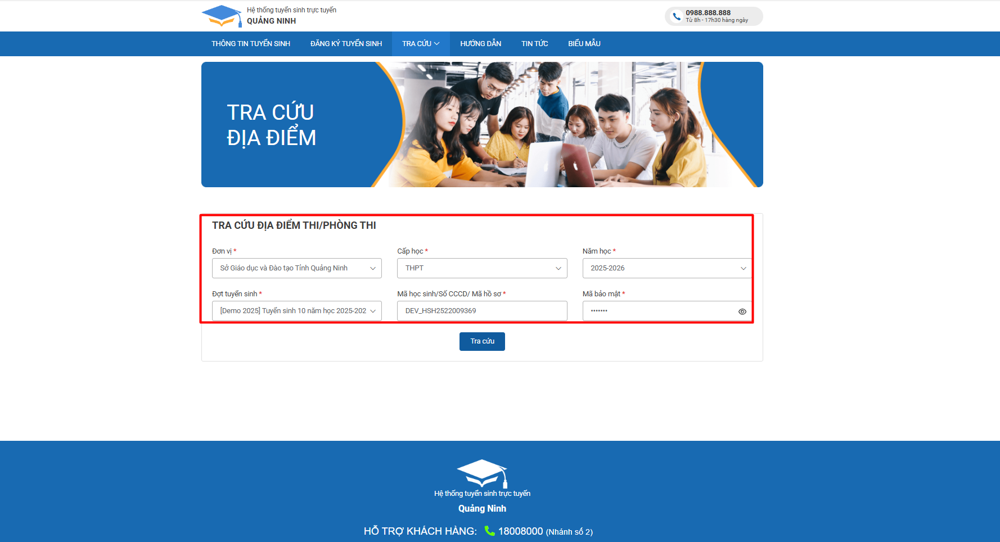 Hệ thống tuyển sinh trực tuyến
QUẢNG NINH
0988.888.888
Từ 8h - 17h30 hàng ngày
THÔNG TIN TUYỂN SINH ĐĂNG KÝ TUYỂN SINH TRA CỨU HƯỚNG DẪN TIN TỨC BIỂU MẪU
TRA CỨU
ĐỊA ĐIỂM
TRA CỨU ĐỊA ĐIỂM THI/PHÒNG THI
Đơn vị * Cấp học * Năm học *
Sở Giáo dục và Đào tạo Tỉnh Quảng Ninh THPT 2025-2026
Đợt tuyển sinh * Mã học sinh/Số CCCD/ Mã hồ sơ * Mã bảo mật *
[Demo 2025] Tuyển sinh 10 năm học 2025-202 DEV_HSH2522009369 •••••••
Tra cứu
Hệ thống tuyển sinh trực tuyến
Quảng Ninh
HỖ TRỢ KHÁCH HÀNG: 18008000 (Nhánh số 2)